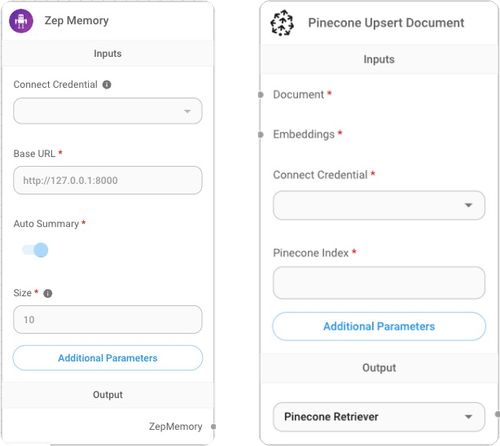 Zep Memory
Inputs
Connect Credential
Base URL *
http://127.0.0.1:8000
Auto Summary *
Size *
10
Additional Parameters
Output
ZepMemory
Pinecone Upsert Document
Inputs
Document *
Embeddings *
Connect Credential *
Pinecone Index *
Additional Parameters
Output
Pinecone Retriever